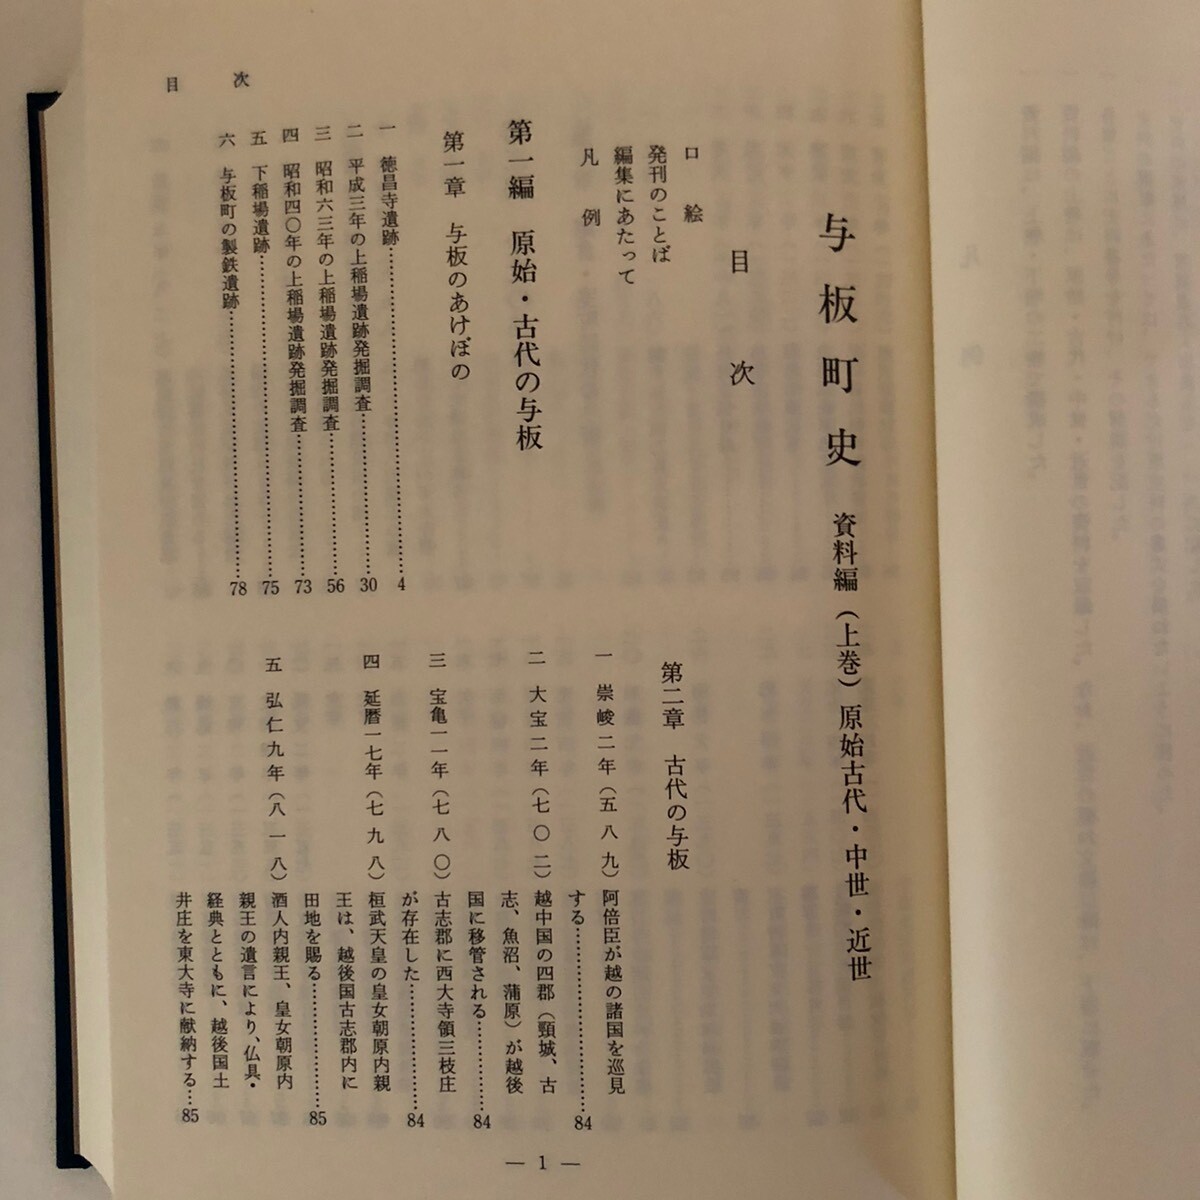 与板町史 資料編（上巻）原始古代・中世・近世
目次
口絵
発刊のことば
編集にあたって
凡例
第一編 原始・古代の与板
第一章 与板のあけぼの
一 徳昌寺遺跡……4
二 平成三年の上稲場遺跡発掘調査……30
三 昭和六三年の上稲場遺跡発掘調査……56
四 昭和四〇年の上稲場遺跡発掘調査……73
五 下稲場遺跡……75
六 与板町の製鉄遺跡……78
第二章 古代の与板
一 崇峻二年（五八九）阿倍臣が越の諸国を巡見
する……84
二 大宝二年（七〇二）越中国の四郡（頸城、古
志、魚沼、蒲原）が越後
国に移管される……84
三 宝亀一一年（七八〇）古志郡に西大寺領三枝庄
が存在した……84
四 延暦一七年（七九八）桓武天皇の皇女朝原内親
王は、越後国古志郡内に
田地を賜る……85
五 弘仁九年（八一八）酒人内親王、皇女朝原内
親王の遺言により、仏具・
経典とともに、越後国土
井庄を東大寺に献納する…85
目次
— 1 —